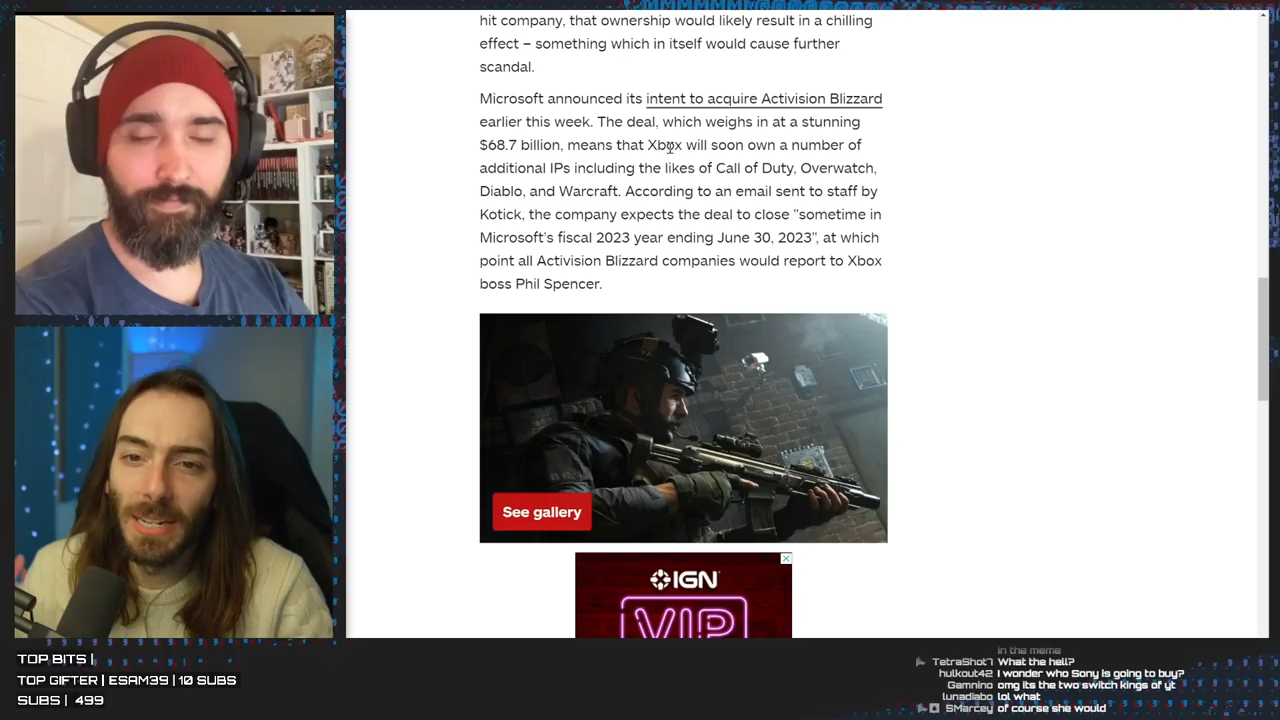 hit company, that ownership would likely result in a chilling
effect – something which in itself would cause further
scandal.
Microsoft announced its intent to acquire Activision Blizzard
earlier this week. The deal, which weighs in at a stunning
$68.7 billion, means that Xbox will soon own a number of
additional IPs including the likes of Call of Duty, Overwatch,
Diablo, and Warcraft. According to an email sent to staff by
Kotick, the company expects the deal to close "sometime in
Microsoft's fiscal 2023 year ending June 30, 2023", at which
point all Activision Blizzard companies would report to Xbox
boss Phil Spencer.
See gallery
IGN
VIP
TOP BITS |
TOP GIFTER | ESAM39 | 10 SUBS
SUBS | 499
in the meme
TetraShot7 What the hell?
hulkout42 I wonder who Sony is going to buy?
Gamnino omg its the two switch kings of yt
lunadiablo lol what
SMarcey of course she would